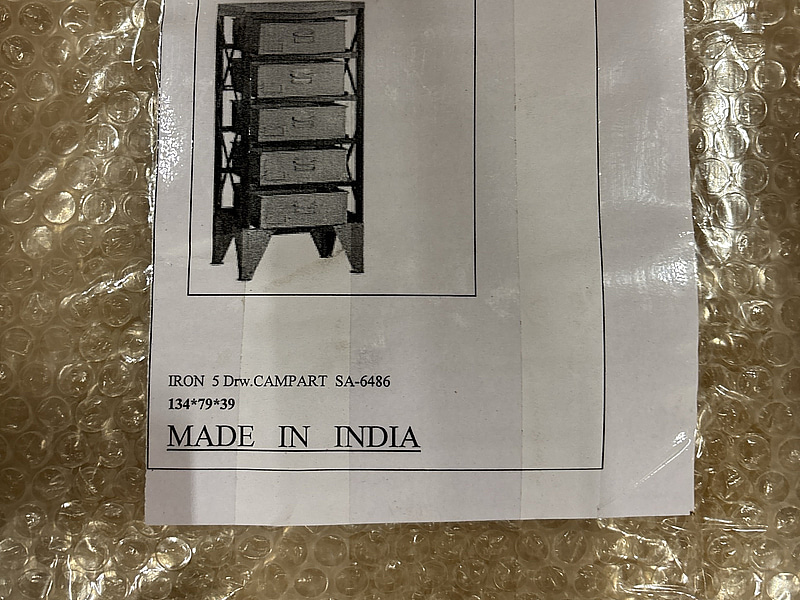 IRON 5 Drw.CAMPART SA-6486
134*79*39
MADE IN INDIA